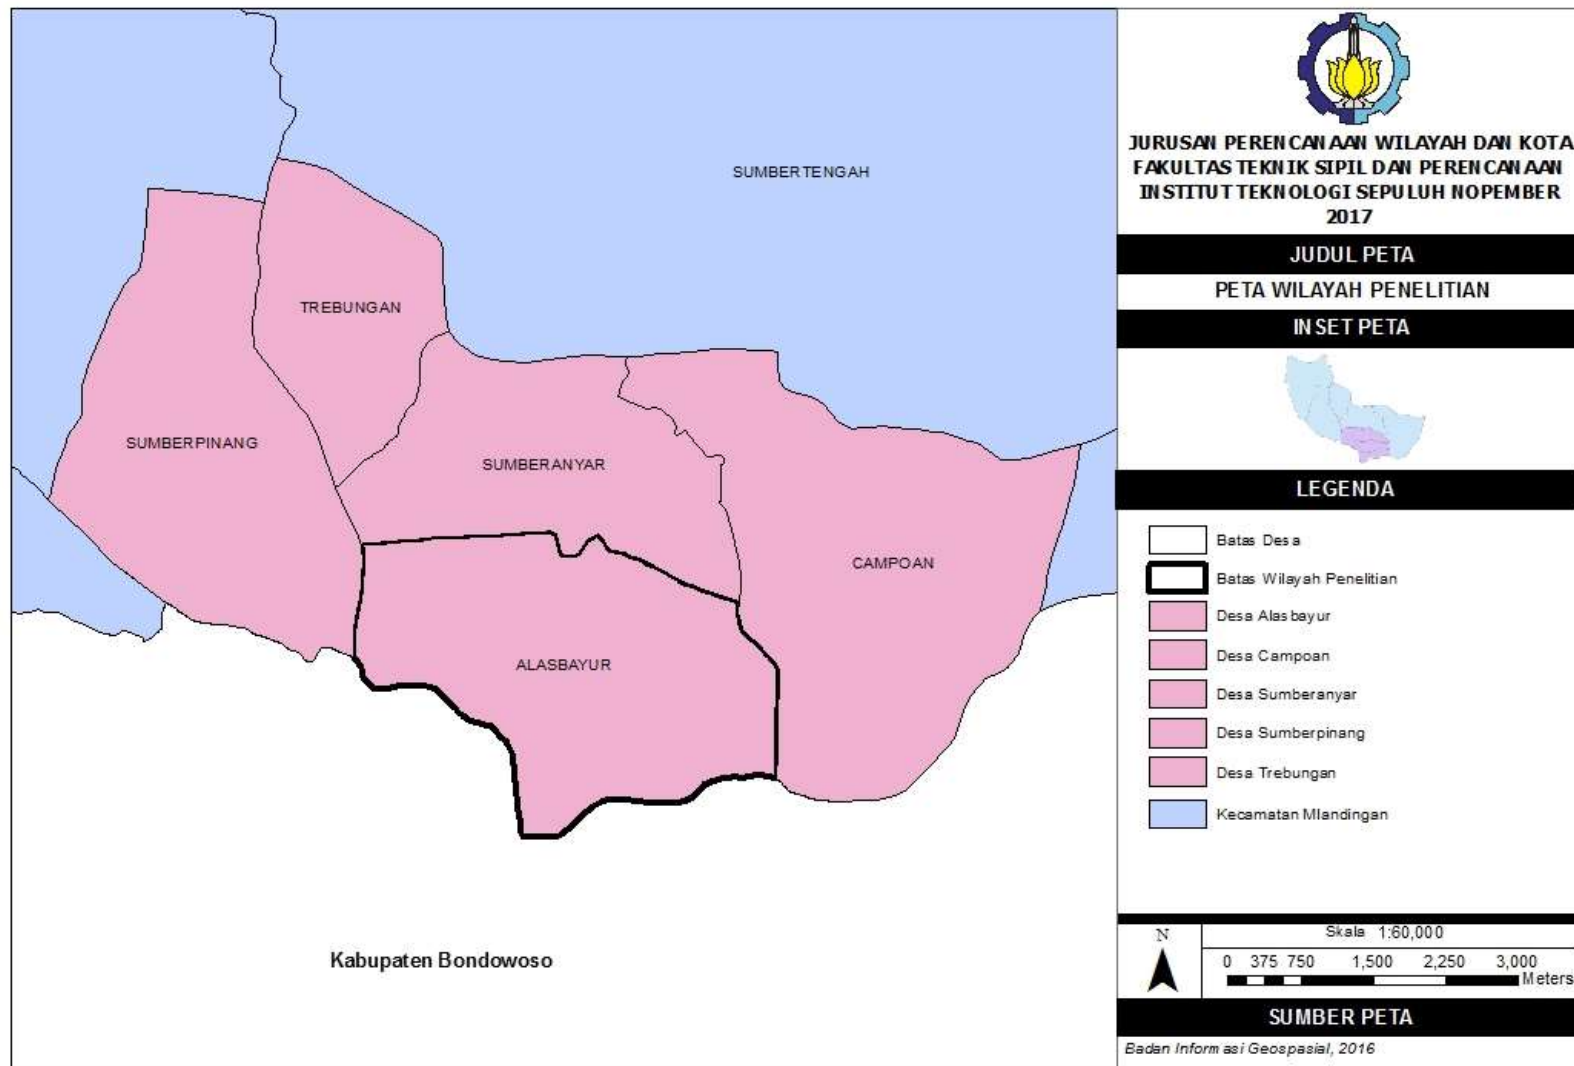 SUMBERTENGAH
TREBUNGAN
SUMBERPINANG
SUMBERANYAR
CAMPOAN
ALASBAYUR
Kabupaten Bondowoso
JURUSAN PERENCANAAN WILAYAH DAN KOTA
FAKULTAS TEKNIK SIPIL DAN PERENCANAAN
INSTITUT TEKNOLOGI SEPULUH NOPEMBER
2017
JUDUL PETA
PETA WILAYAH PENELITIAN
INSET PETA
LEGENDA
Batas Desa
Batas Wilayah Penelitian
Desa Alasbayur
Desa Campoan
Desa Sumberanyar
Desa Sumberpinang
Desa Trebungan
Kecamatan Mlandingan
N
Skala 1:60,000
0 375 750 1,500 2,250 3,000
Meters
SUMBER PETA
Badan Informasi Geospasial, 2016